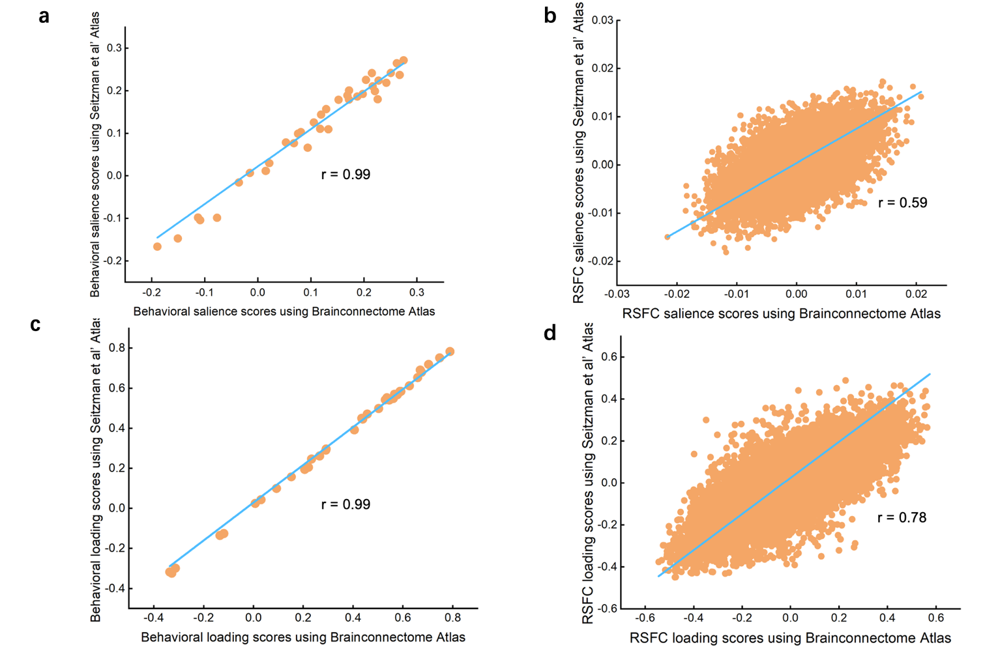 a
Behavioral salience scores using Seitzman et al' Atlas
0.3
0.2
0.1
0.0
-0.1
-0.2
r = 0.99
-0.2 -0.1 0.0 0.1 0.2 0.3
Behavioral salience scores using Brainconnectome Atlas
b
RSFC salience scores using Seitzman et al' Atlas
0.03
0.02
0.01
0.00
-0.01
-0.02
r = 0.59
-0.03 -0.02 -0.01 0.00 0.01 0.02
RSFC salience scores using Brainconnectome Atlas
c
Behavioral loading scores using Seitzman et al' Atlas
0.8
0.6
0.4
0.2
0.0
-0.2
-0.4
r = 0.99
-0.4 -0.2 0.0 0.2 0.4 0.6 0.8
Behavioral loading scores using Brainconnectome Atlas
d
RSFC loading scores using Seitzman et al' Atlas
0.6
0.4
0.2
0.0
-0.2
-0.4
-0.6
r = 0.78
-0.6 -0.4 -0.2 0.0 0.2 0.4 0.6
RSFC loading scores using Brainconnectome Atlas